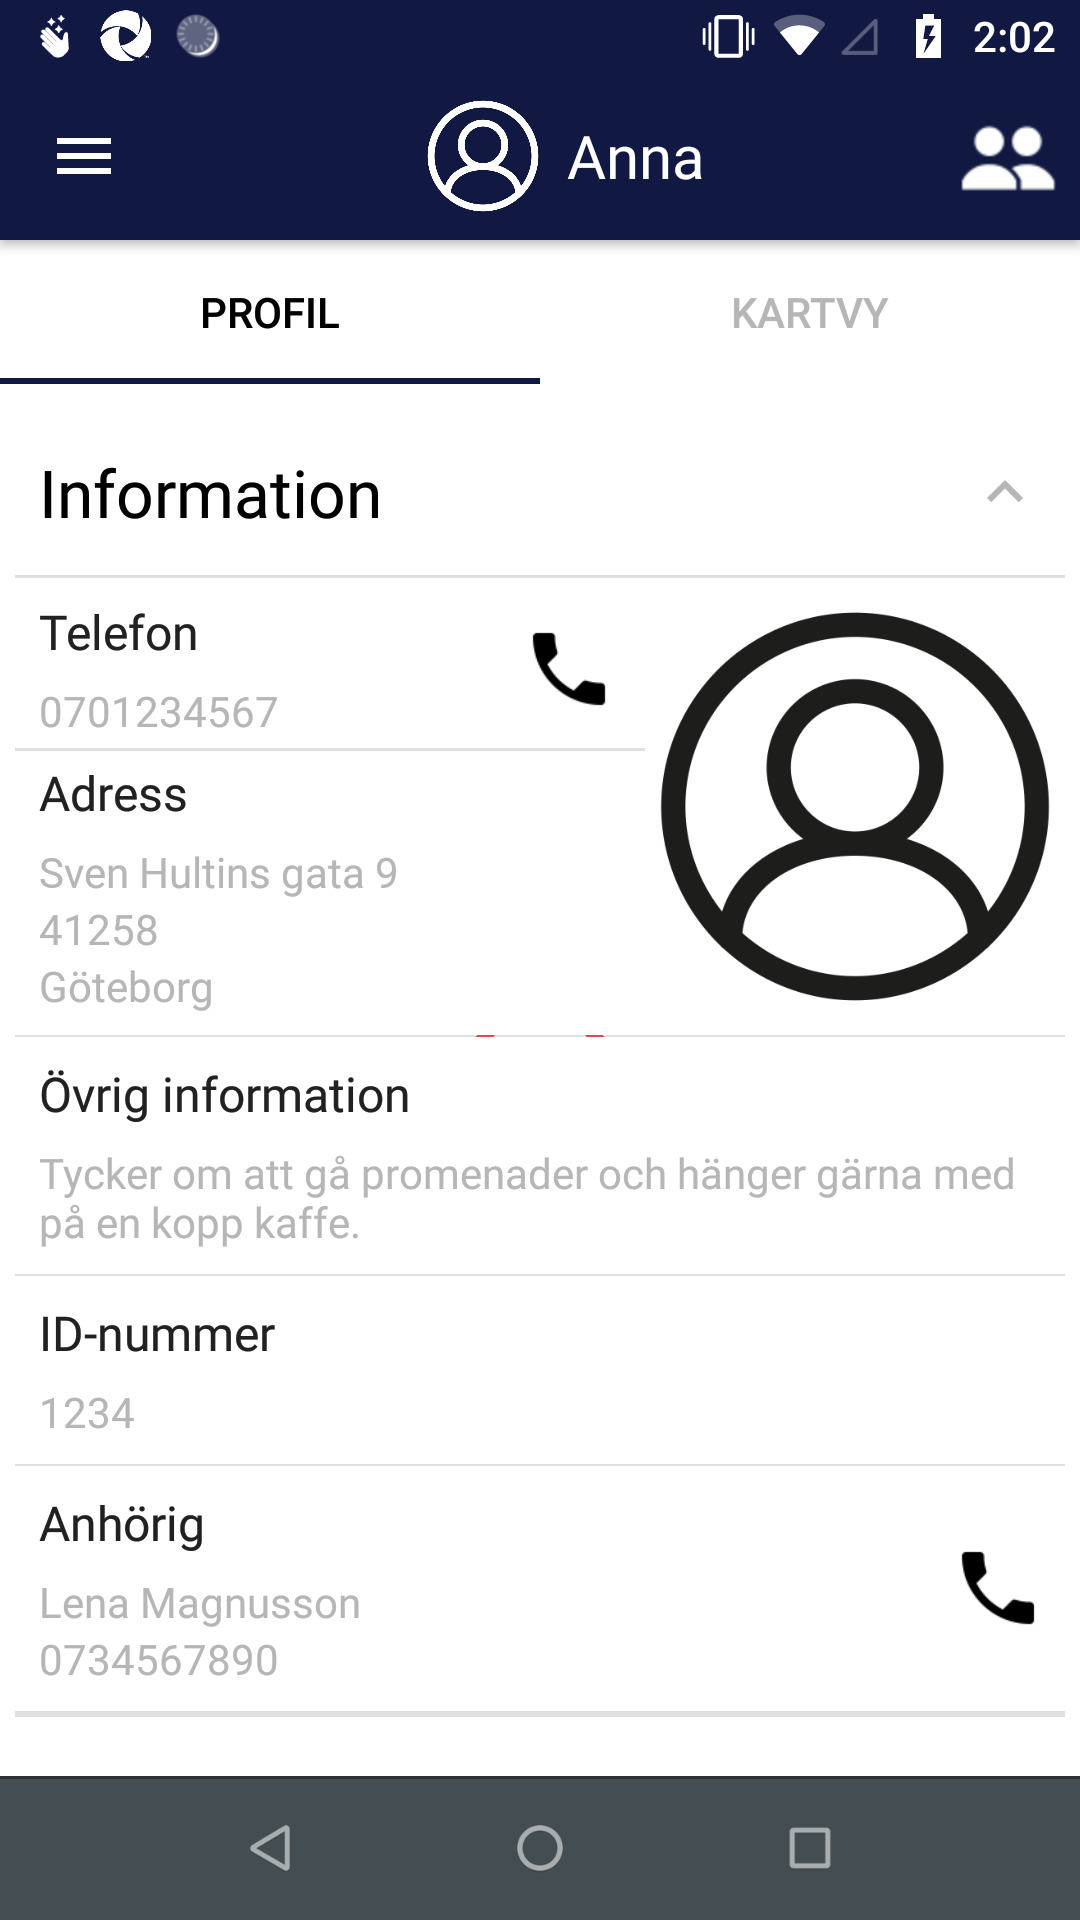 2:02
Anna
PROFIL
KARTVY
Information
Telefon
0701234567
Adress
Sven Hultins gata 9
41258
Göteborg
Övrig information
Tycker om att gå promenader och hänger gärna med
på en kopp kaffe.
ID-nummer
1234
Anhörig
Lena Magnusson
0734567890